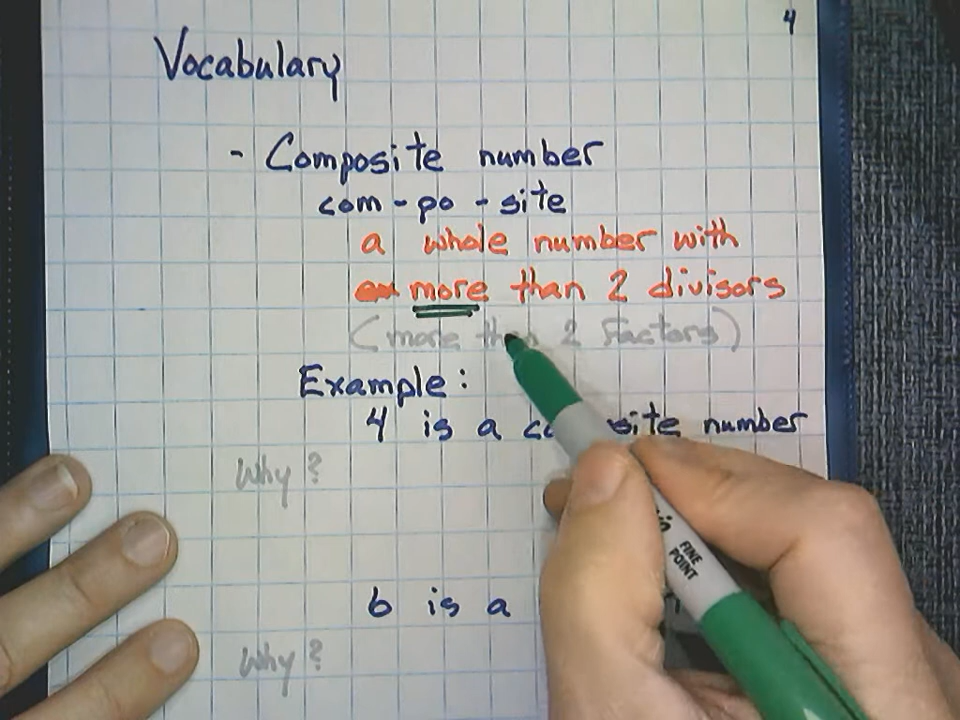 4
Vocabulary
- Composite number
com - po - site
a whole number with
more than 2 divisors
(more than 2 factors)
Example:
4 is a site number
Why?
6 is a
Why?
FINE
POINT